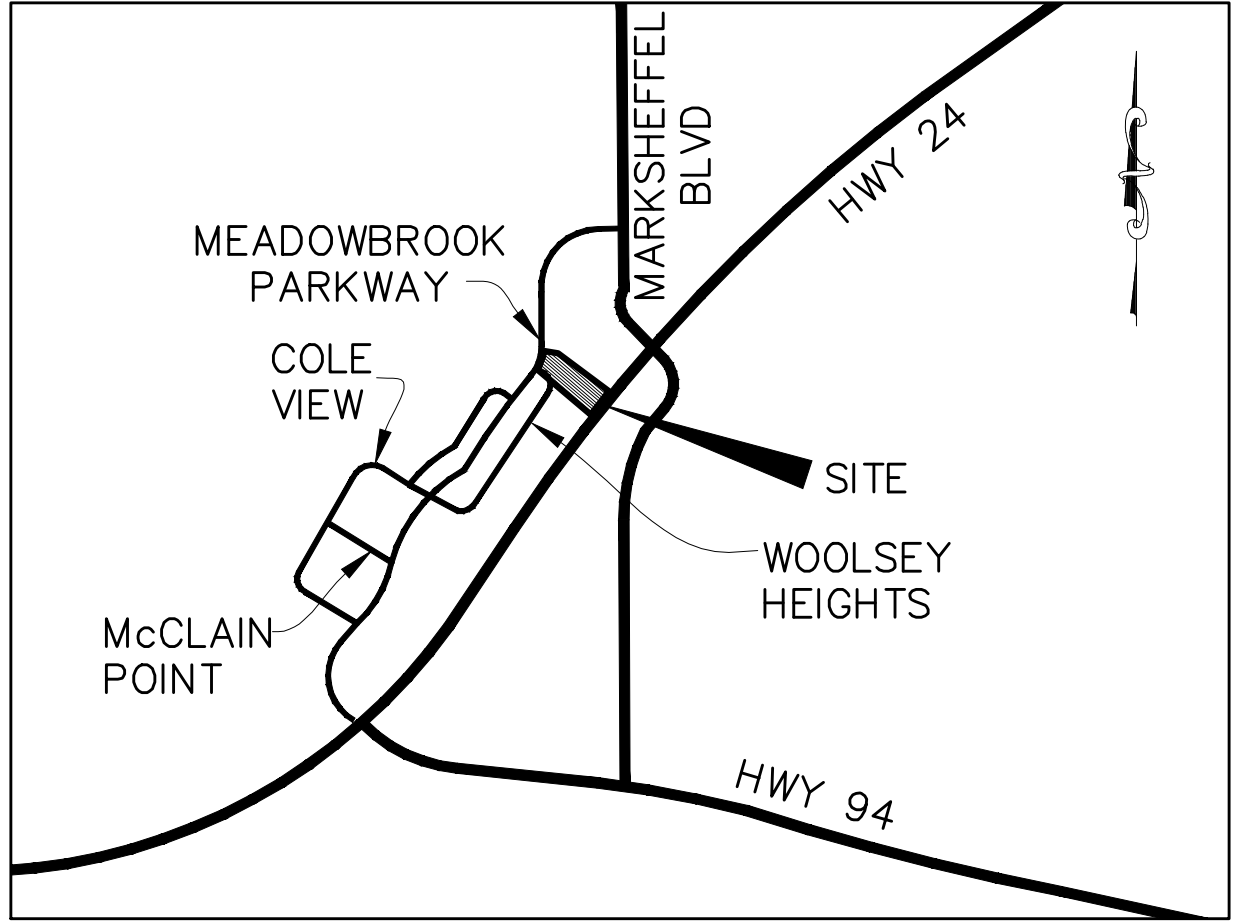 MARKSHEFFEL
BLVD
HWY 24
MEADOWBROOK
PARKWAY
COLE
VIEW
SITE
WOOLSEY
HEIGHTS
McCLAIN
POINT
HWY 94